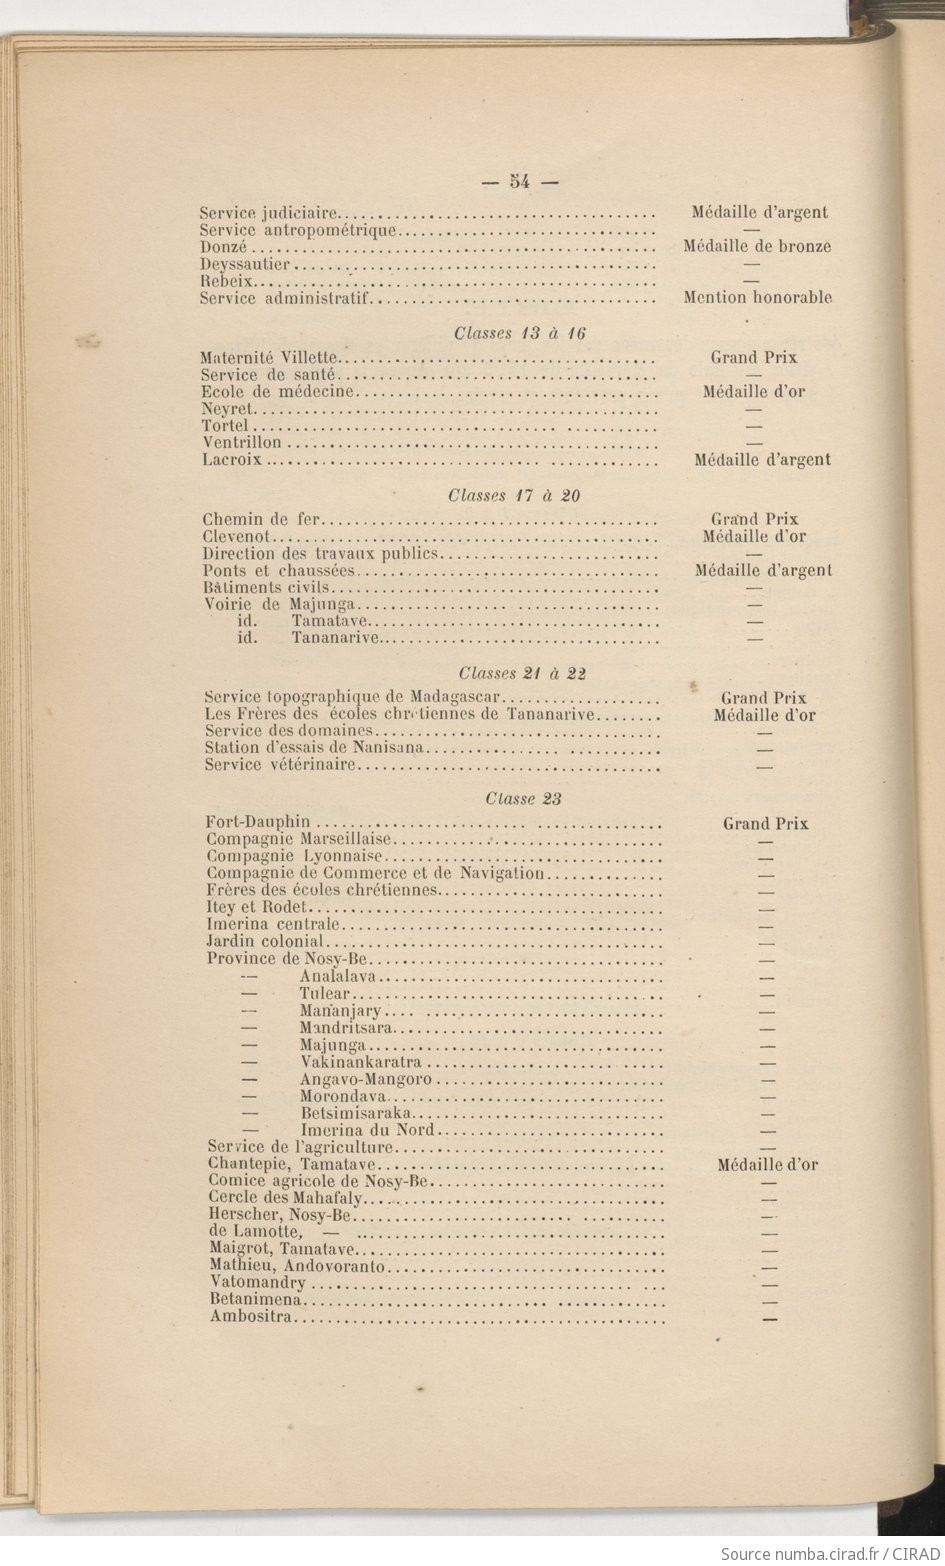 — 54 —
Service judiciaire........................................ Médaille d'argent
Service antropométrique................................ —
Donzé.................................................. Médaille de bronze
Deyssautier............................................ —
Rebeix................................................. —
Service administratif.................................. Mention honorable
Classes 13 à 16
Maternité Villette..................................... Grand Prix
Service de santé....................................... —
Ecole de médecine...................................... Médaille d'or
Neyret................................................. —
Tortel................................................. —
Ventrillon............................................. —
Lacroix................................................ Médaille d'argent
Classes 17 à 20
Chemin de fer.......................................... Grand Prix
Clevenot............................................... Médaille d'or
Direction des travaux publics.......................... —
Ponts et chaussées..................................... Médaille d'argent
Bâtiments civils....................................... —
Voirie de Majunga...................................... —
id. Tamatave........................................... —
id. Tananarive......................................... —
Classes 21 à 22
Service topographique de Madagascar................... Grand Prix
Les Frères des écoles chrétiennes de Tananarive........ Médaille d'or
Service des domaines................................... —
Station d'essais de Nanisana........................... —
Service vétérinaire.................................... —
Classe 23
Fort-Dauphin........................................... Grand Prix
Compagnie Marseillaise................................. —
Compagnie Lyonnaise.................................... —
Compagnie de Commerce et de Navigation.............. —
Frères des écoles chrétiennes.......................... —
Itey et Rodet.......................................... —
Imerina centrale....................................... —
Jardin colonial........................................ —
Province de Nosy-Be.................................... —
— Analalava............................................ —
— Tulear............................................... —
— Mananjary............................................ —
— Mandritsara.......................................... —
— Majunga.............................................. —
— Vakinankaratra....................................... —
— Angavo-Mangoro....................................... —
— Morondava............................................ —
— Betsimisaraka........................................ —
— Imerina du Nord...................................... —
Service de l'agriculture............................... —
Chantepie, Tamatave.................................... Médaille d'or
Comice agricole de Nosy-Be............................. —
Cercle des Mahafaly.................................... —
Herscher, Nosy-Be...................................... —
de Lamotte, — ......................................... —
Maigrot, Tamatave...................................... —
Mathieu, Andovoranto................................... —
Vatomandry............................................. —
Betanimena............................................. —
Ambositra.............................................. —
Source numba.cirad.fr / CIRAD